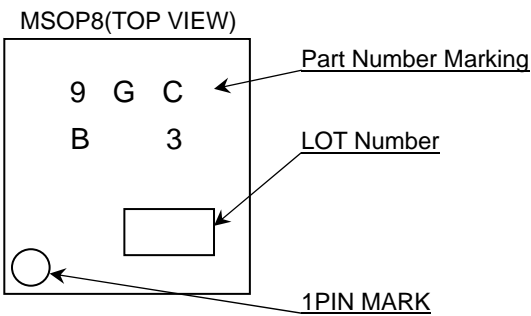 MSOP8(TOP VIEW)
Part Number Marking
9 G C
B 3
LOT Number
1PIN MARK